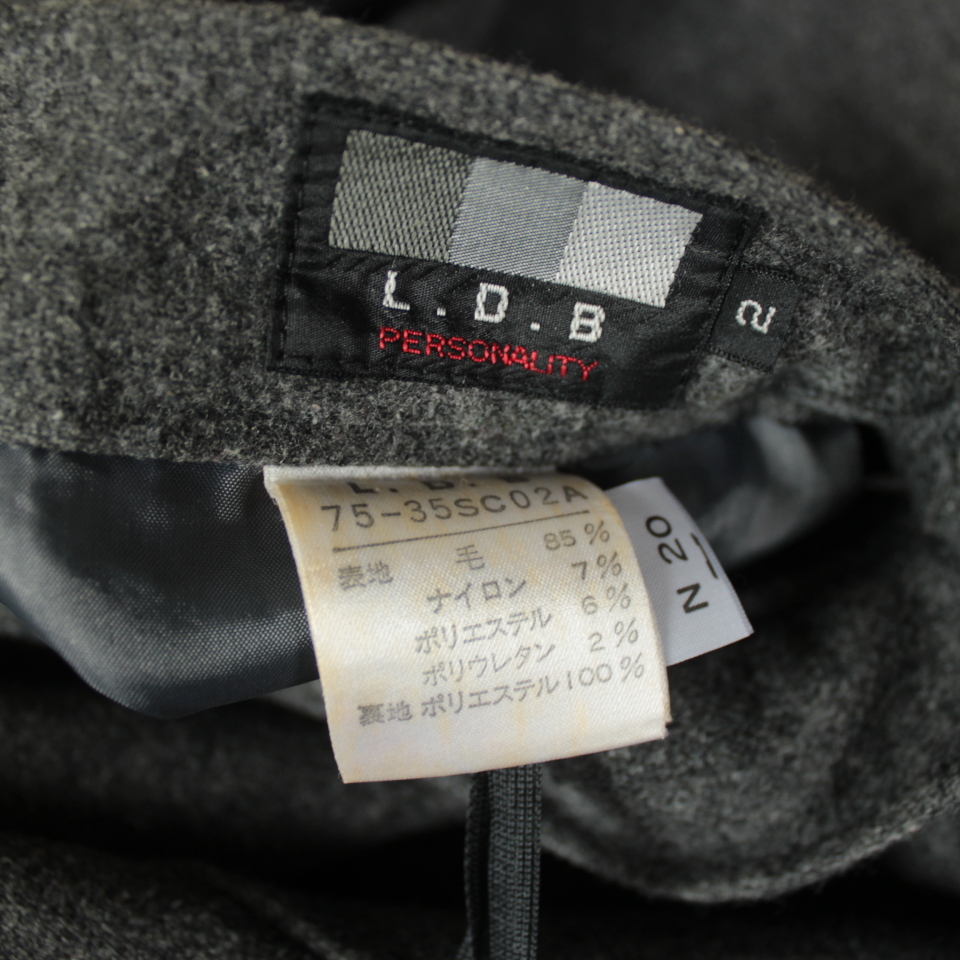 L.D.B
PERSONALITY
2
75-35SC02A
表地 毛 85%
ナイロン 7%
ポリエステル 6%
ポリウレタン 2%
裏地 ポリエステル100%
N 20